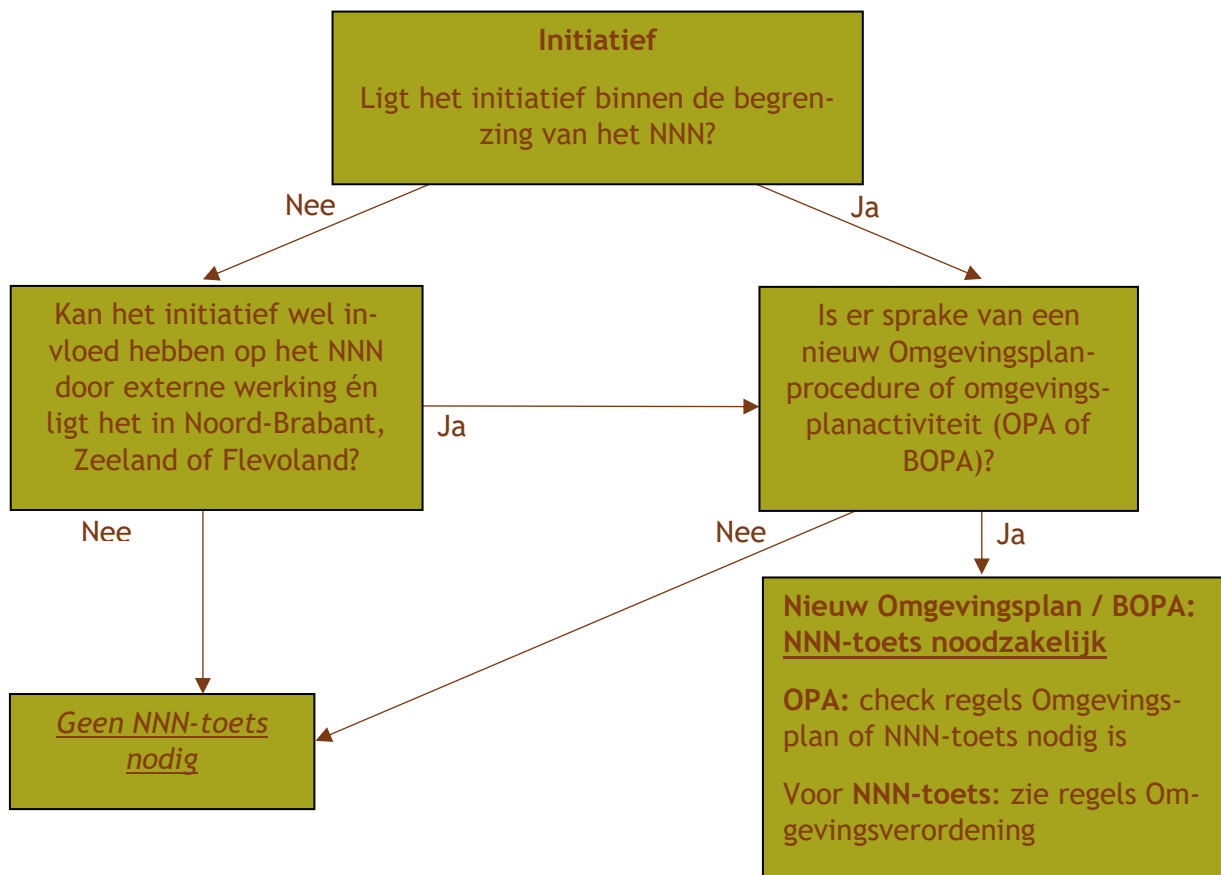 Initiatief
Ligt het initiatief binnen de begren-
zing van het NNN?
Nee
Ja
Kan het initiatief wel in-
vloed hebben op het NNN
door externe werking én
ligt het in Noord-Brabant,
Zeeland of Flevoland?
Ja
Is er sprake van een
nieuw Omgevingsplan-
procedure of omgevings-
planactiviteit (OPA of
BOPA)?
Nee
Nee
Ja
Geen NNN-toets
nodig
Nieuw Omgevingsplan / BOPA:
NNN-toets noodzakelijk
OPA: check regels Omgevings-
plan of NNN-toets nodig is
Voor NNN-toets: zie regels Om-
gevingsverordening